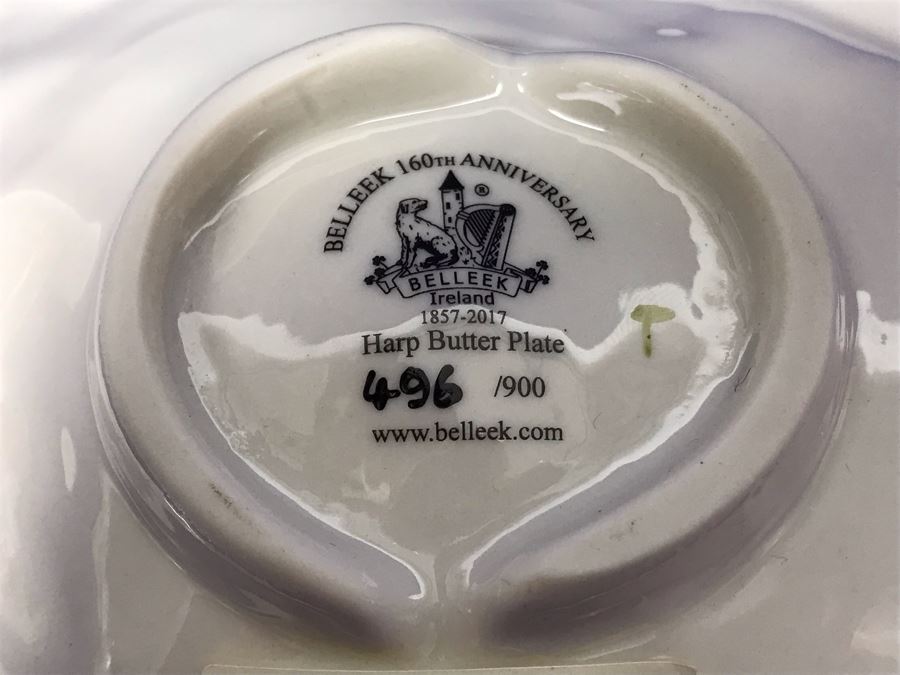 BELLEEK 160TH ANNIVERSARY
®
BELLEEK
Ireland
1857-2017
Harp Butter Plate
T
496 /900
www.belleek.com